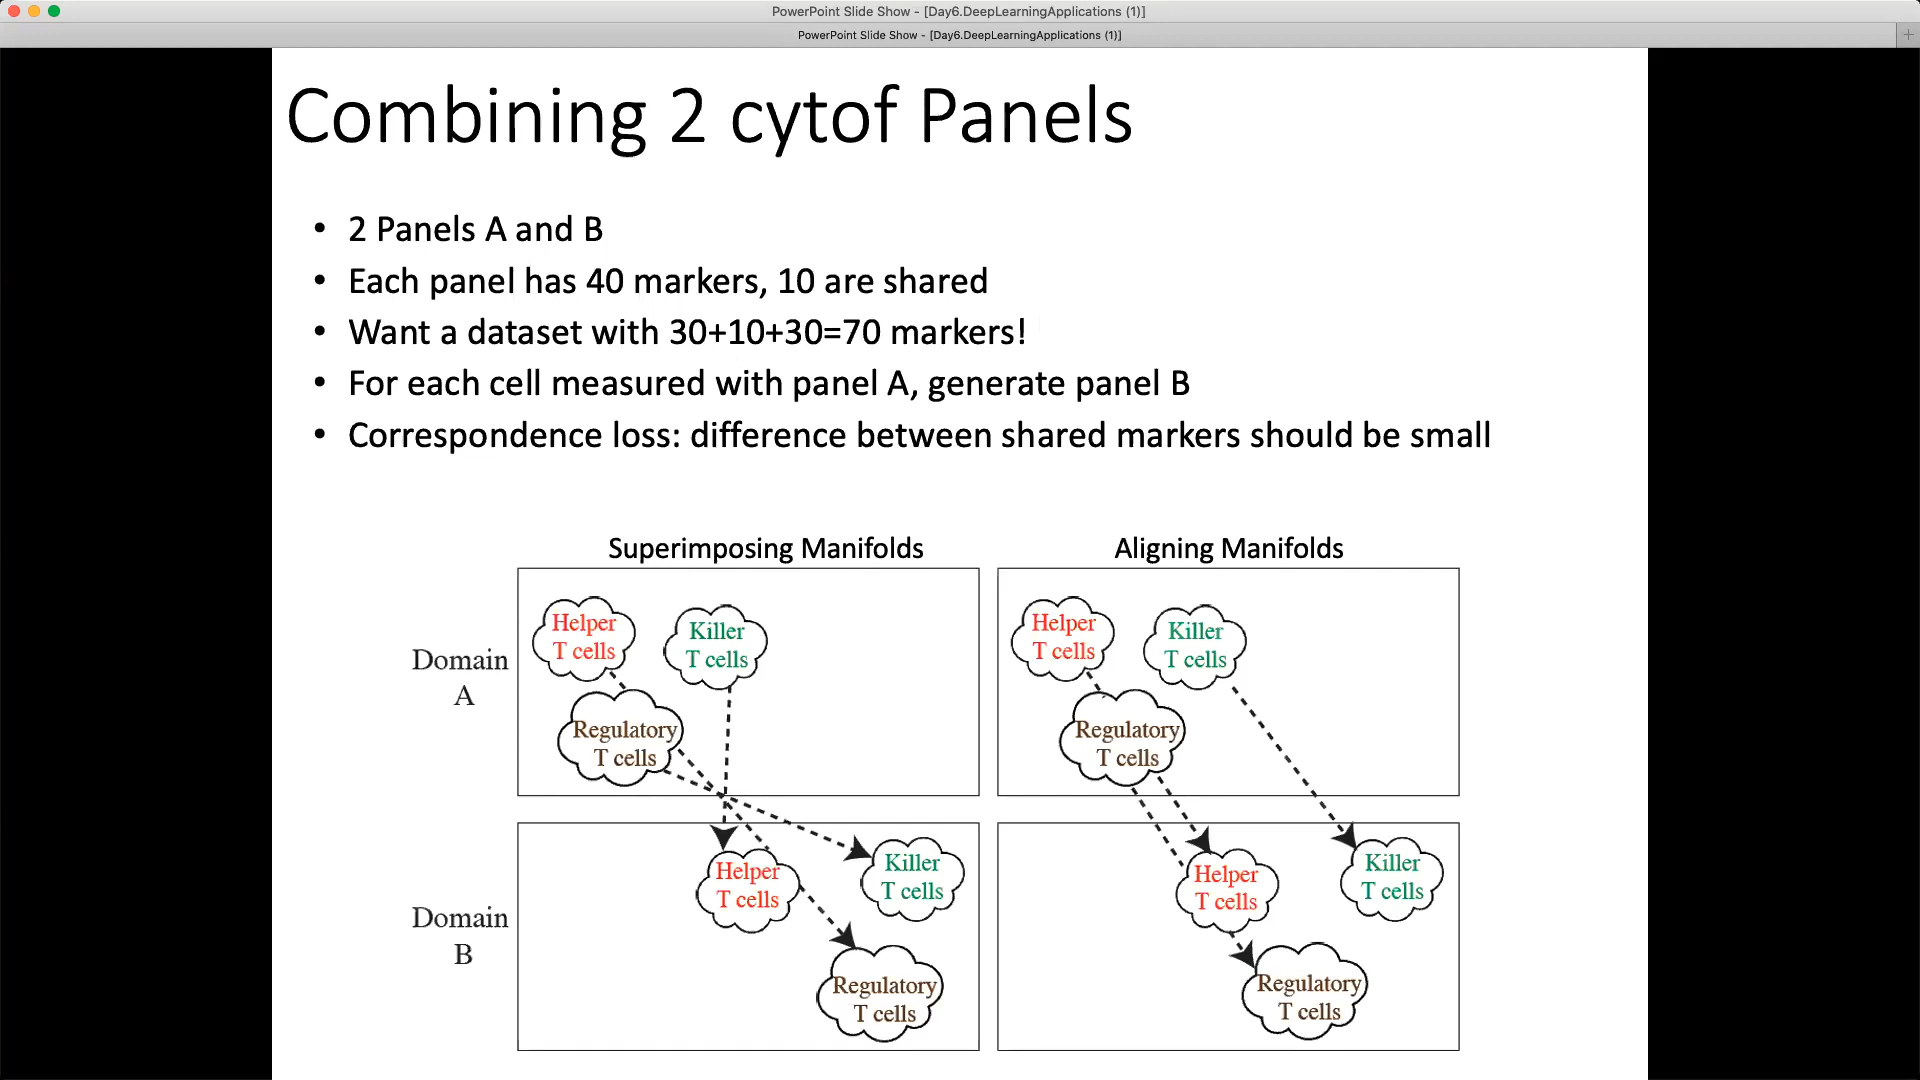 PowerPoint Slide Show - [Day6.DeepLearningApplications (1)]
PowerPoint Slide Show - [Day6.DeepLearningApplications (1)]
Combining 2 cytof Panels
• 2 Panels A and B
• Each panel has 40 markers, 10 are shared
• Want a dataset with 30+10+30=70 markers!
• For each cell measured with panel A, generate panel B
• Correspondence loss: difference between shared markers should be small
Superimposing Manifolds
Aligning Manifolds
Domain
A
Helper
T cells
Killer
T cells
Regulatory
T cells
Helper
T cells
Killer
T cells
Regulatory
T cells
Domain
B
Helper
T cells
Killer
T cells
Regulatory
T cells
Helper
T cells
Killer
T cells
Regulatory
T cells